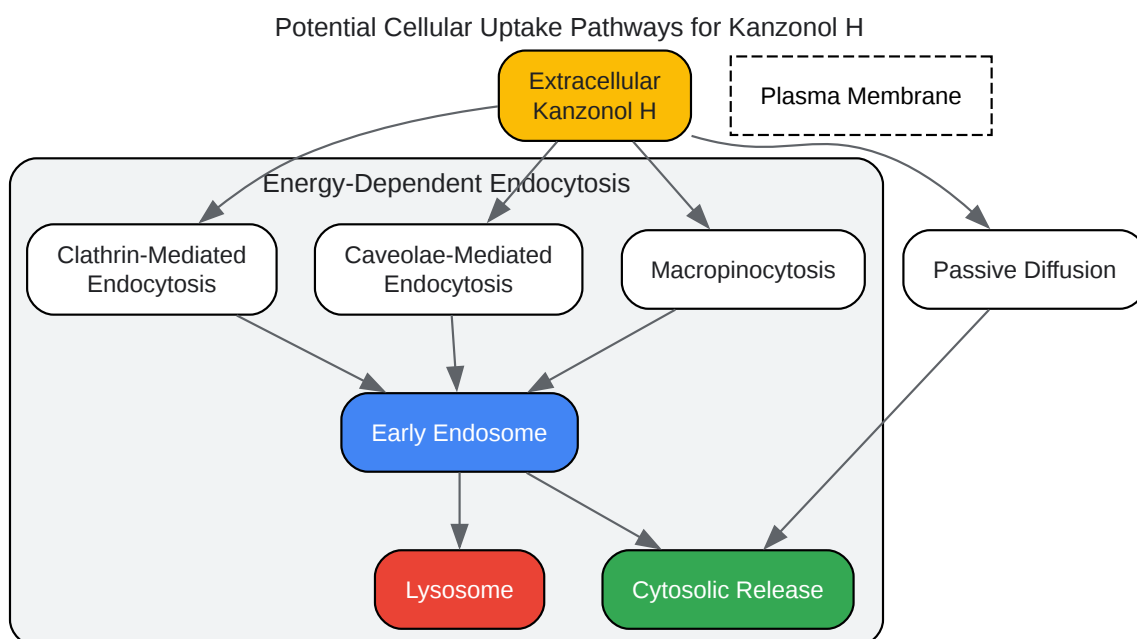 Potential Cellular Uptake Pathways for Kanzonol H
Extracellular
Kanzonol H
Plasma Membrane
Energy-Dependent Endocytosis
Clathrin-Mediated
Endocytosis
Caveolae-Mediated
Endocytosis
Macropinocytosis
Passive Diffusion
Early Endosome
Lysosome
Cytosolic Release